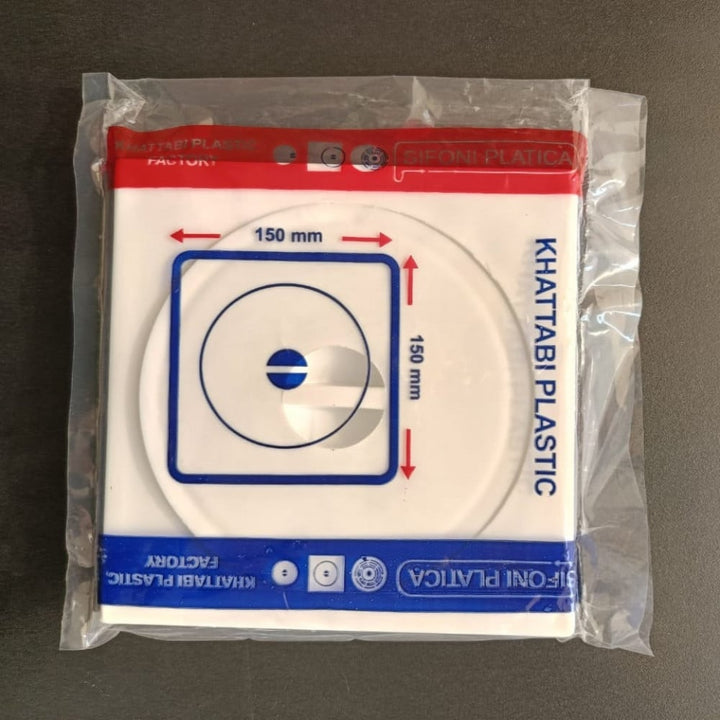 KHATTABI PLASTIC
FACTORY
SIFONI PLATICA
150 mm
150 mm
KHATTABI PLASTIC
KHATTABI PLASTIC,
FACTORY
SIFONI PLATICA